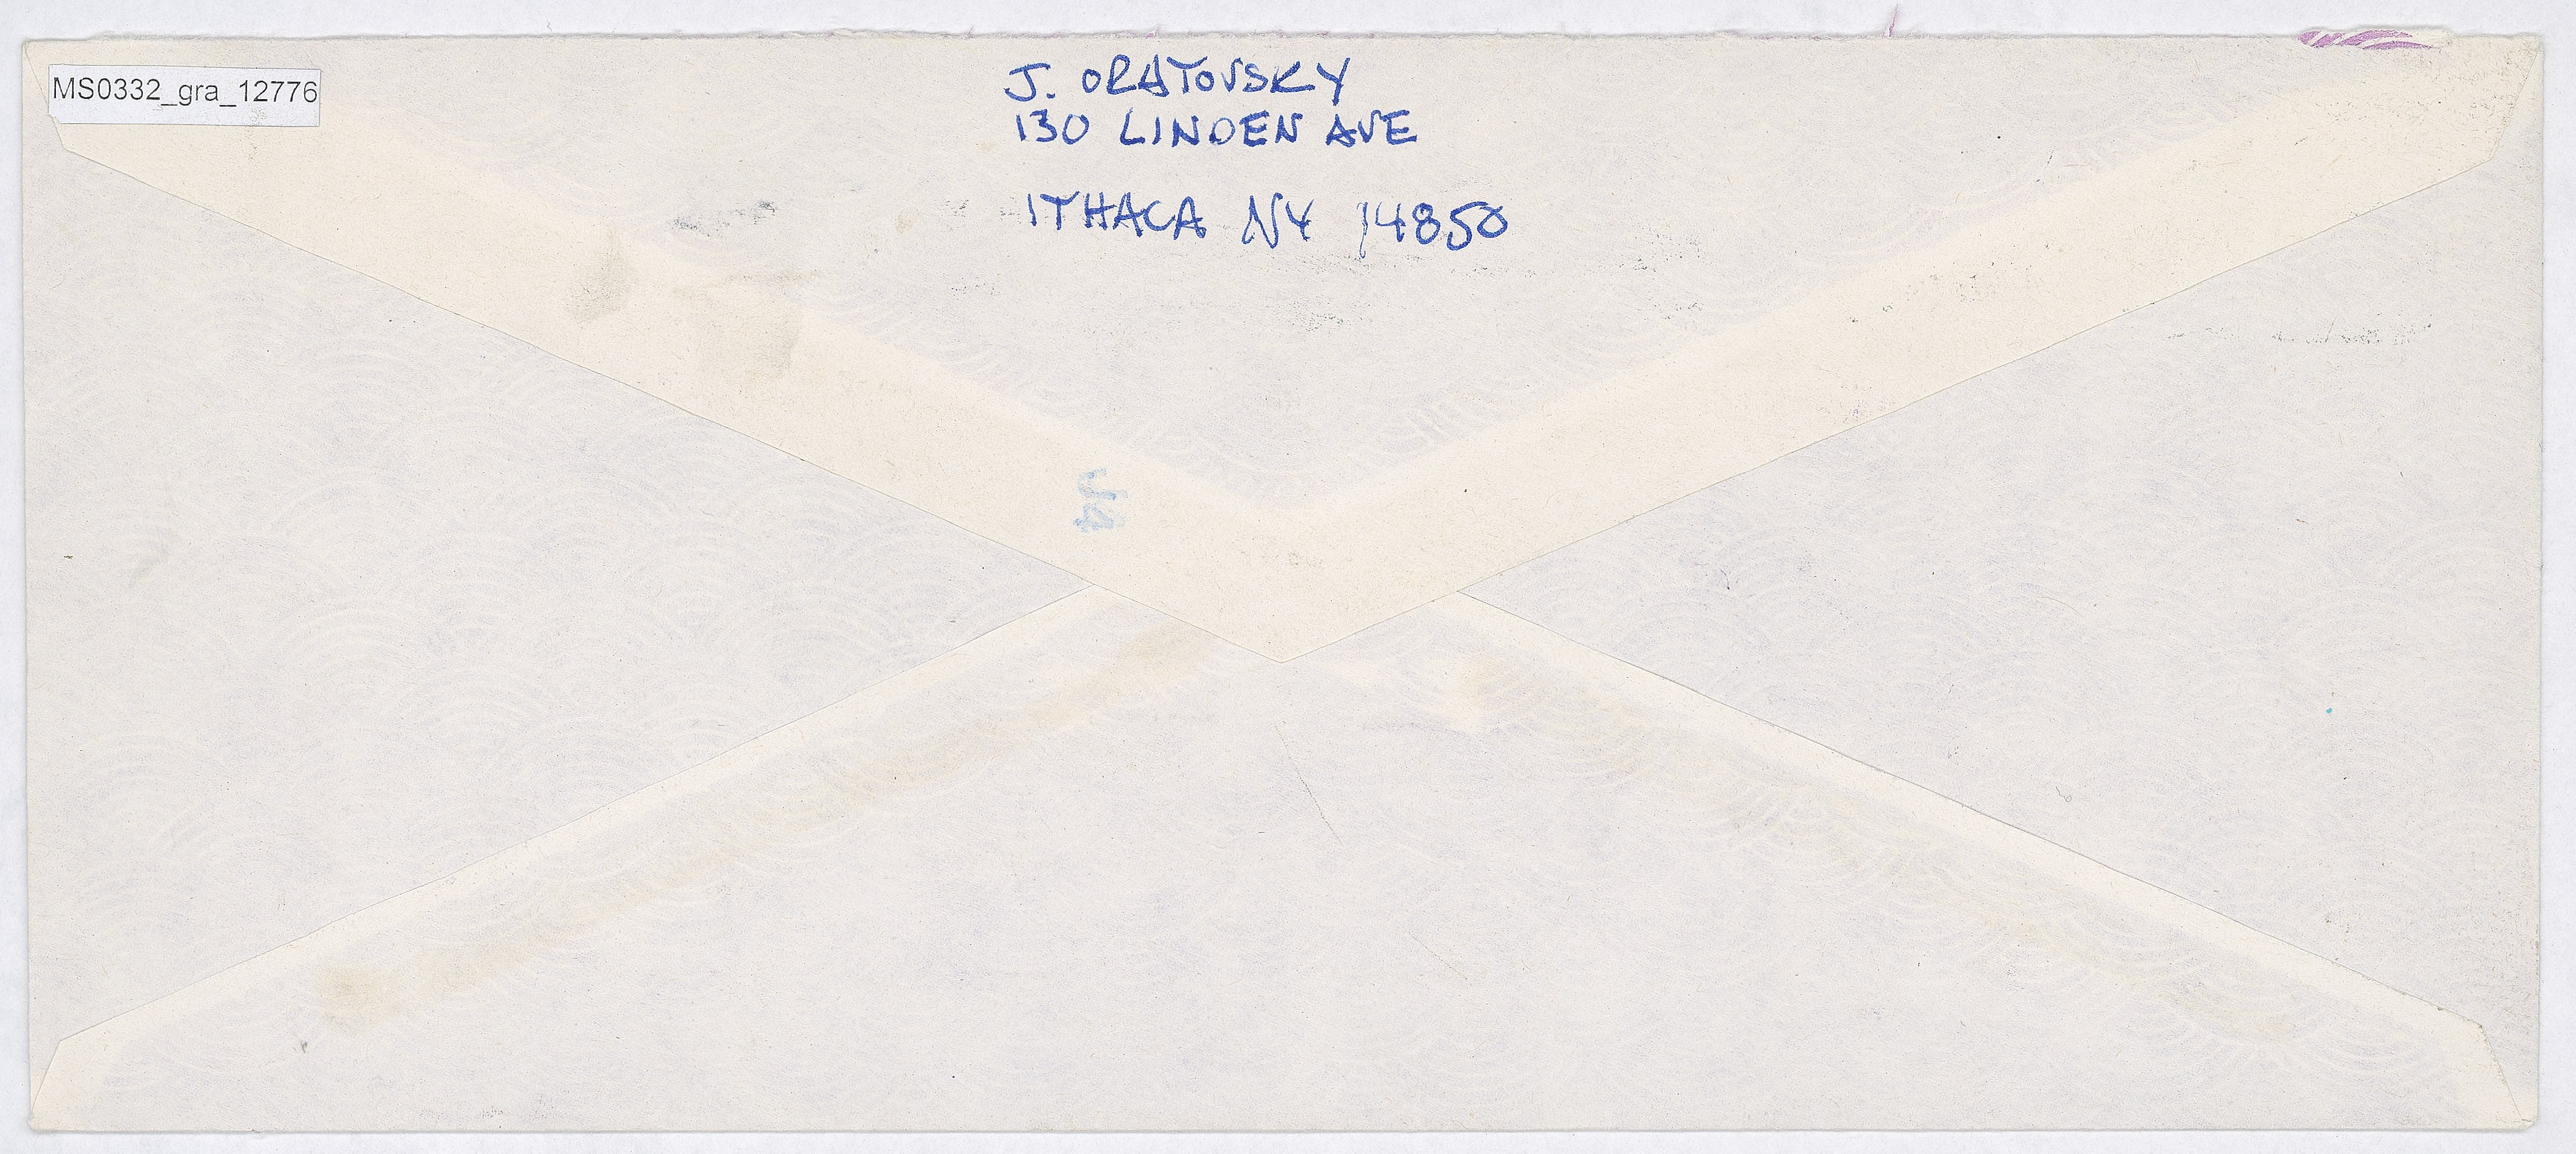 MS0332_gra_12776
J. ORATOVSKY
130 LINDEN AVE
ITHACA NY 14850